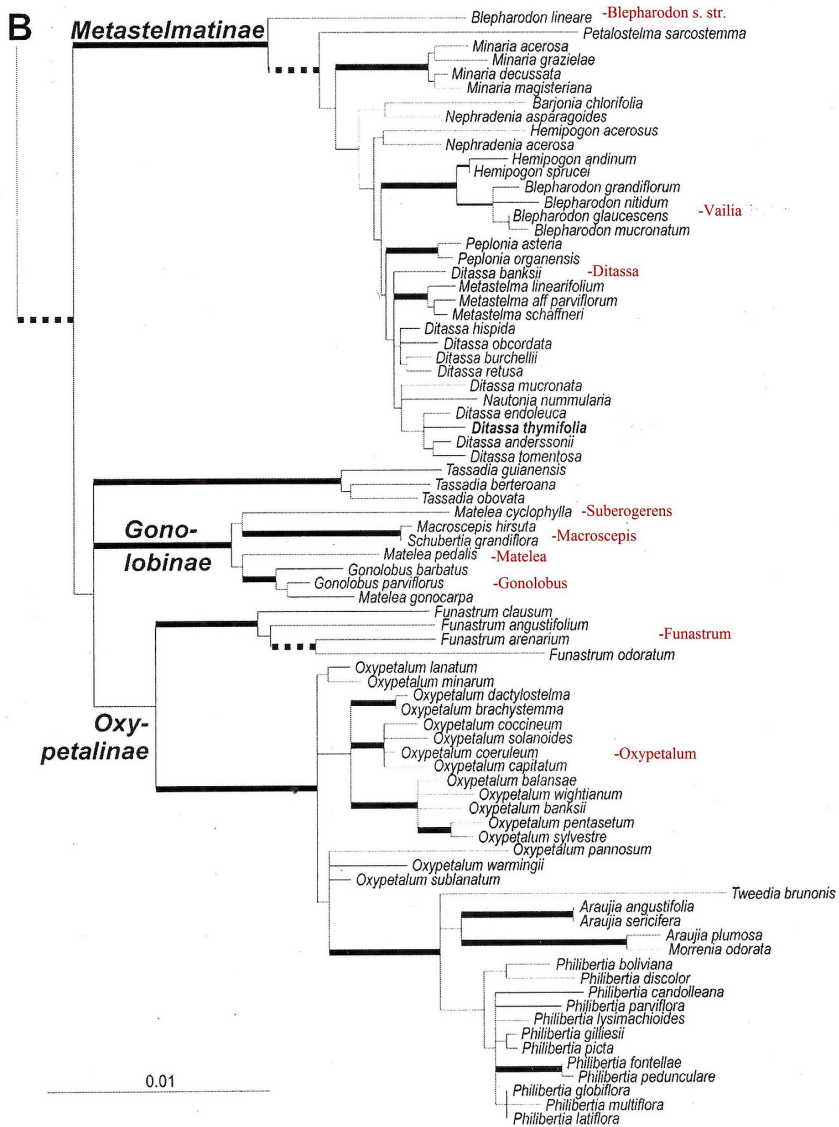 B
Metastelmatinae
Blepharodon lineare -Blepharodon s. str.
Petalostelma sarcostemma
Minaria acerosa
Minaria grazielae
Minaria decussata
Minaria magisteriana
Barjonia chlorifolia
Nephradenia asparagoides
Hemipogon acerosus
Nephradenia acerosa
Hemipogon andinum
Hemipogon sprucei
Blepharodon grandiflorum
Blepharodon nitidum
-Vailia
Blepharodon glaucescens
Blepharodon mucronatum
Peplonia asteria
Peplonia organensis
Ditassa banksii -Ditassa
Metastelma linearifolium
Metastelma aff parviflorum
Metastelma schaffneri
Ditassa hispida
Ditassa obcordata
Ditassa burchellii
Ditassa retusa
Ditassa mucronata
Nautonia nummularia
Ditassa endoleuca
Ditassa thymifolia
Ditassa anderssonii
Ditassa tomentosa
Tassadia guianensis
Tassadia berteroana
Tassadia obovata
Gono-
lobinae
Matelea cyclophylla -Suberogerens
Macroscepis hirsuta
Schubertia grandiflora -Macroscepis
Matelea pedalis -Matelea
Gonolobus barbatus
Gonolobus parviflorus -Gonolobus
Matelea gonocarpa
Funastrum clausum
Funastrum angustifolium
Funastrum arenarium -Funastrum
Funastrum odoratum
Oxy-
petalinae
Oxypetalum lanatum
Oxypetalum minarum
Oxypetalum dactylostelma
Oxypetalum brachystemma
Oxypetalum coccineum
Oxypetalum solanoides
Oxypetalum coeruleum -Oxypetalum
Oxypetalum capitatum
Oxypetalum balansae
Oxypetalum wightianum
Oxypetalum banksii
Oxypetalum pentasetum
Oxypetalum sylvestre
Oxypetalum pannosum
Oxypetalum warmingii
Oxypetalum sublanatum
Tweedia brunonis
Araujia angustifolia
Araujia sericifera
Araujia plumosa
Morrenia odorata
Philibertia boliviana
Philibertia discolor
Philibertia candolleana
Philibertia parviflora
Philibertia lysimachioides
Philibertia gilliesii
Philibertia picta
Philibertia fontellae
Philibertia pedunculare
Philibertia globiflora
Philibertia multiflora
Philibertia latiflora
0.01